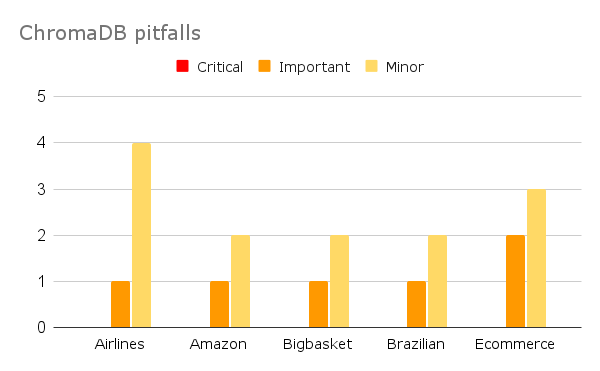 ChromaDB pitfalls
Critical Important Minor
5
4
3
2
1
0
Airlines Amazon Bigbasket Brazilian Ecommerce